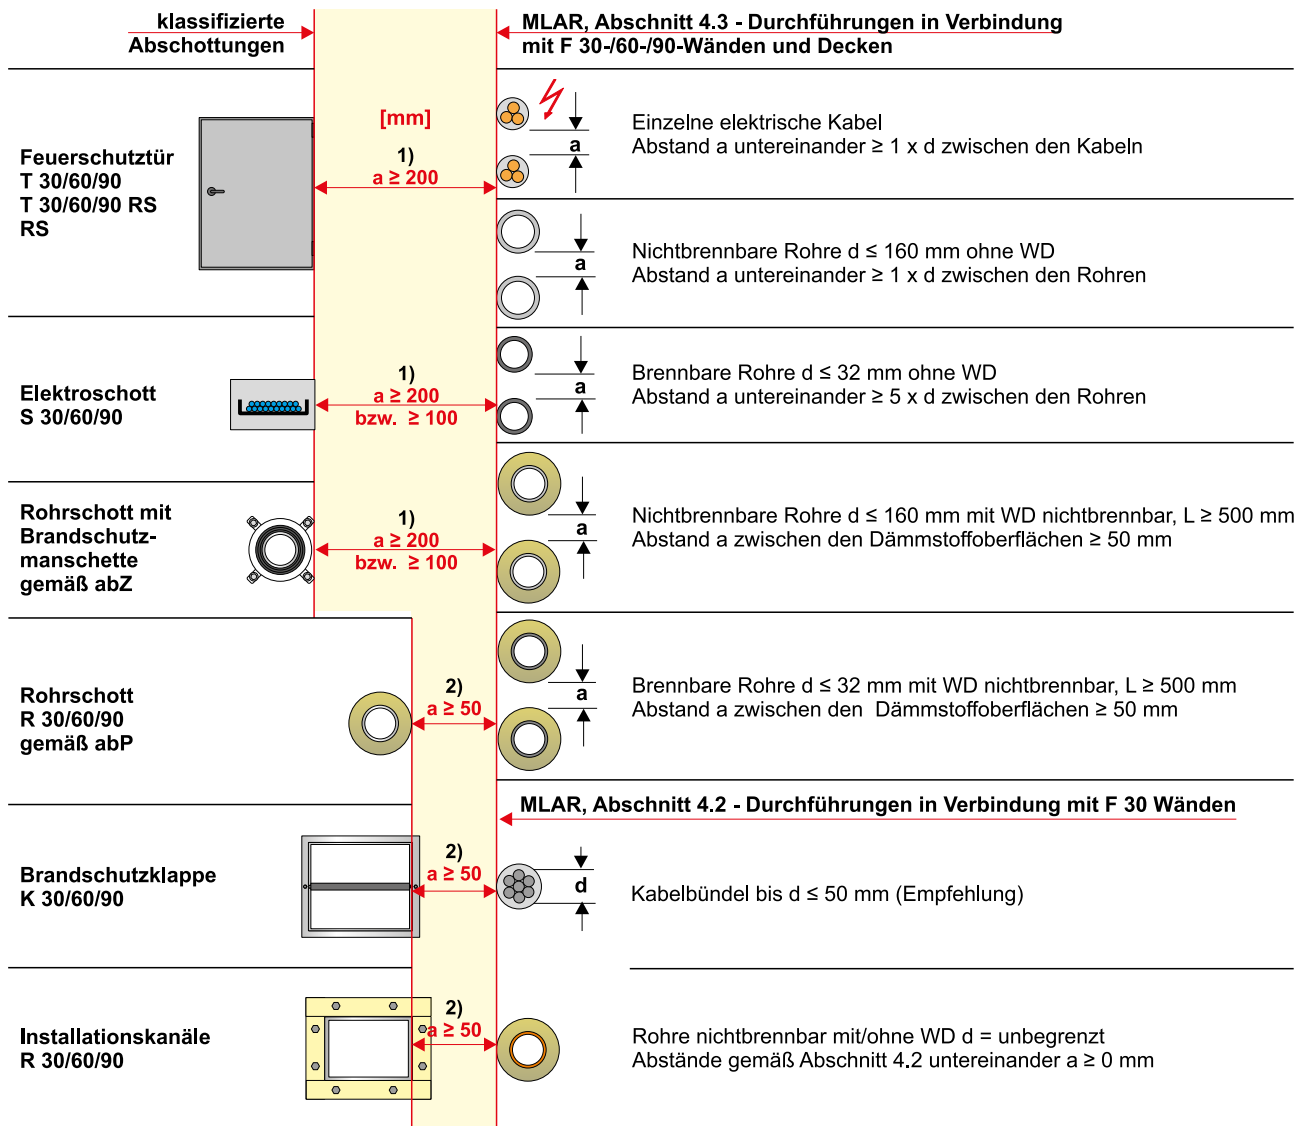 klassifizierte
Abschottungen
MLAR, Abschnitt 4.3 - Durchführungen in Verbindung
mit F 30-/60-/90-Wänden und Decken
Feuerschutztür
T 30/60/90
T 30/60/90 RS
RS
[mm]
1)
a ≥ 200
a
Einzelne elektrische Kabel
Abstand a untereinander ≥ 1 x d zwischen den Kabeln
a
Nichtbrennbare Rohre d ≤ 160 mm ohne WD
Abstand a untereinander ≥ 1 x d zwischen den Rohren
Elektroschott
S 30/60/90
1)
a ≥ 200
bzw. ≥ 100
a
Brennbare Rohre d ≤ 32 mm ohne WD
Abstand a untereinander ≥ 5 x d zwischen den Rohren
Rohrschott mit
Brandschutz-
manschette
gemäß abZ
1)
a ≥ 200
bzw. ≥ 100
a
Nichtbrennbare Rohre d ≤ 160 mm mit WD nichtbrennbar, L ≥ 500 mm
Abstand a zwischen den Dämmstoffoberflächen ≥ 50 mm
Rohrschott
R 30/60/90
gemäß abP
2)
a ≥ 50
a
Brennbare Rohre d ≤ 32 mm mit WD nichtbrennbar, L ≥ 500 mm
Abstand a zwischen den Dämmstoffoberflächen ≥ 50 mm
MLAR, Abschnitt 4.2 - Durchführungen in Verbindung mit F 30 Wänden
Brandschutzklappe
K 30/60/90
2)
a ≥ 50
d
Kabelbündel bis d ≤ 50 mm (Empfehlung)
Installationskanäle
R 30/60/90
2)
a ≥ 50
Rohre nichtbrennbar mit/ohne WD d = unbegrenzt
Abstände gemäß Abschnitt 4.2 untereinander a ≥ 0 mm